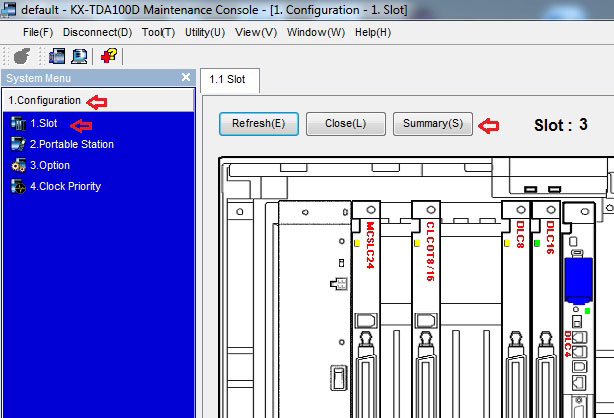 default - KX-TDA100D Maintenance Console - [1. Configuration - 1. Slot]
File(F) Disconnect(D) Tool(T) Utility(U) View(V) Window(W) Help(H)
System Menu
1.Configuration
1.Slot
2.Portable Station
3.Option
4.Clock Priority
1.1 Slot
Refresh(E) Close(L) Summary(S) Slot : 3
MCSLC24
CLCOT8/16
DLC8
DLC16
DLC4